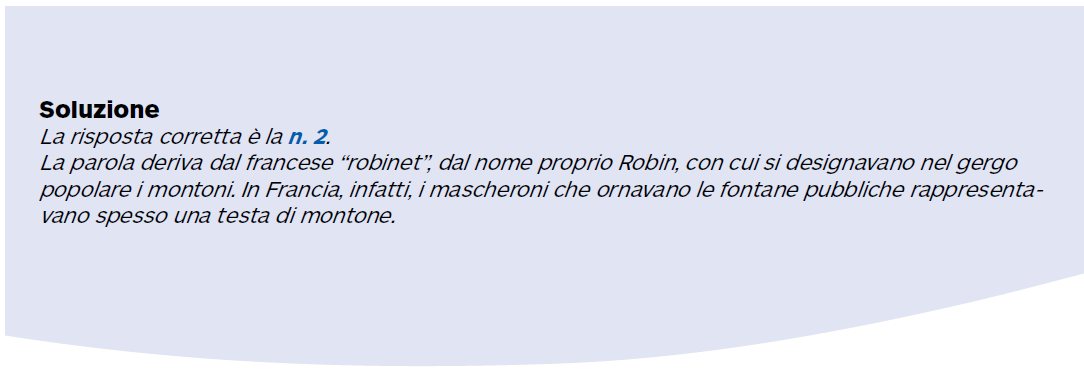 Soluzione
La risposta corretta è la n. 2.
La parola deriva dal francese “robinet”, dal nome proprio Robin, con cui si designavano nel gergo
popolare i montoni. In Francia, infatti, i mascheroni che ornavano le fontane pubbliche rappresenta-
vano spesso una testa di montone.